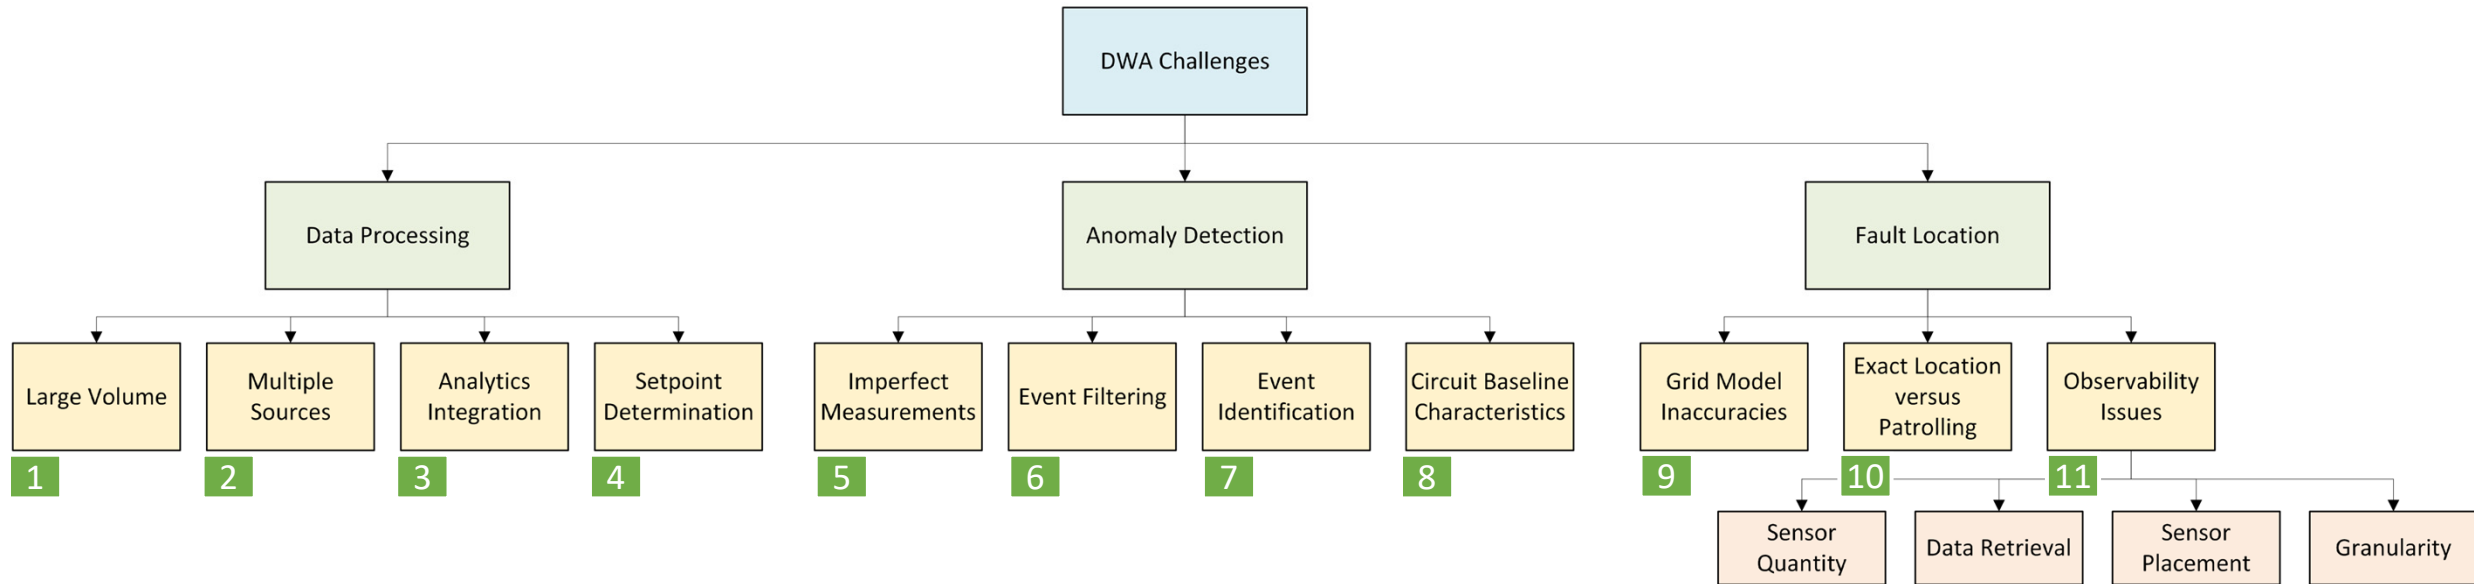 DWA Challenges
Data Processing
Anomaly Detection
Fault Location
Large Volume
Multiple
Sources
Analytics
Integration
Setpoint
Determination
Imperfect
Measurements
Event Filtering
Event
Identification
Circuit Baseline
Characteristics
Grid Model
Inaccuracies
Exact Location
versus
Patrolling
Observability
Issues
1
2
3
4
5
6
7
8
9
10
11
Sensor
Quantity
Data Retrieval
Sensor
Placement
Granularity